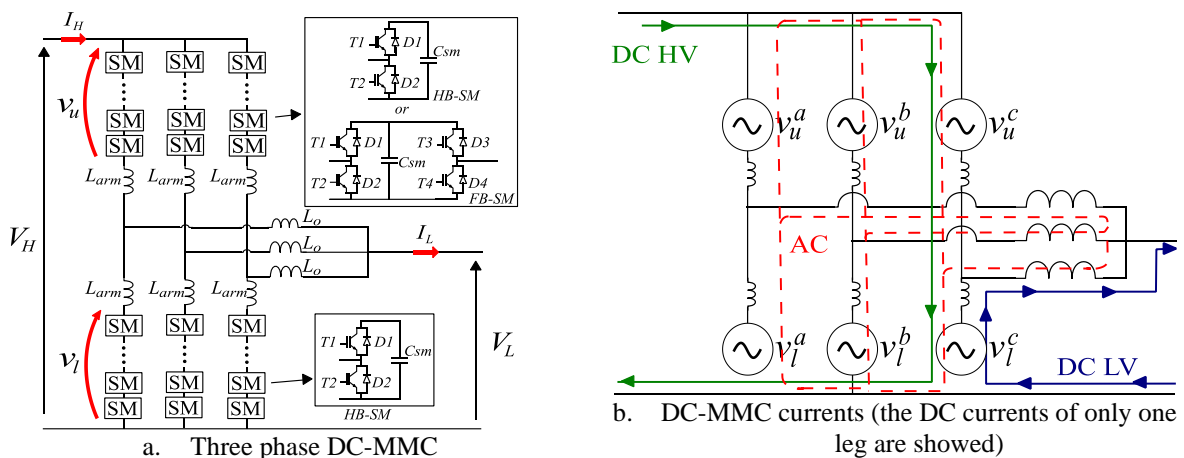 I_H
SM SM SM
v_u
SM SM SM
SM SM SM
L_arm L_arm L_arm
T1 D1
Csm
T2 D2
HB-SM
or
T1 D1 T3 D3
Csm
T2 D2 T4 D4
FB-SM
V_H
L_o
I_L
L_o
L_o
L_arm L_arm L_arm
SM SM SM
v_l
SM SM SM
SM SM SM
T1 D1
Csm
T2 D2
HB-SM
V_L
a. Three phase DC-MMC
DC HV
v_u^a v_u^b v_u^c
AC
v_l^a v_l^b v_l^c
DC LV
b. DC-MMC currents (the DC currents of only one
leg are showed)